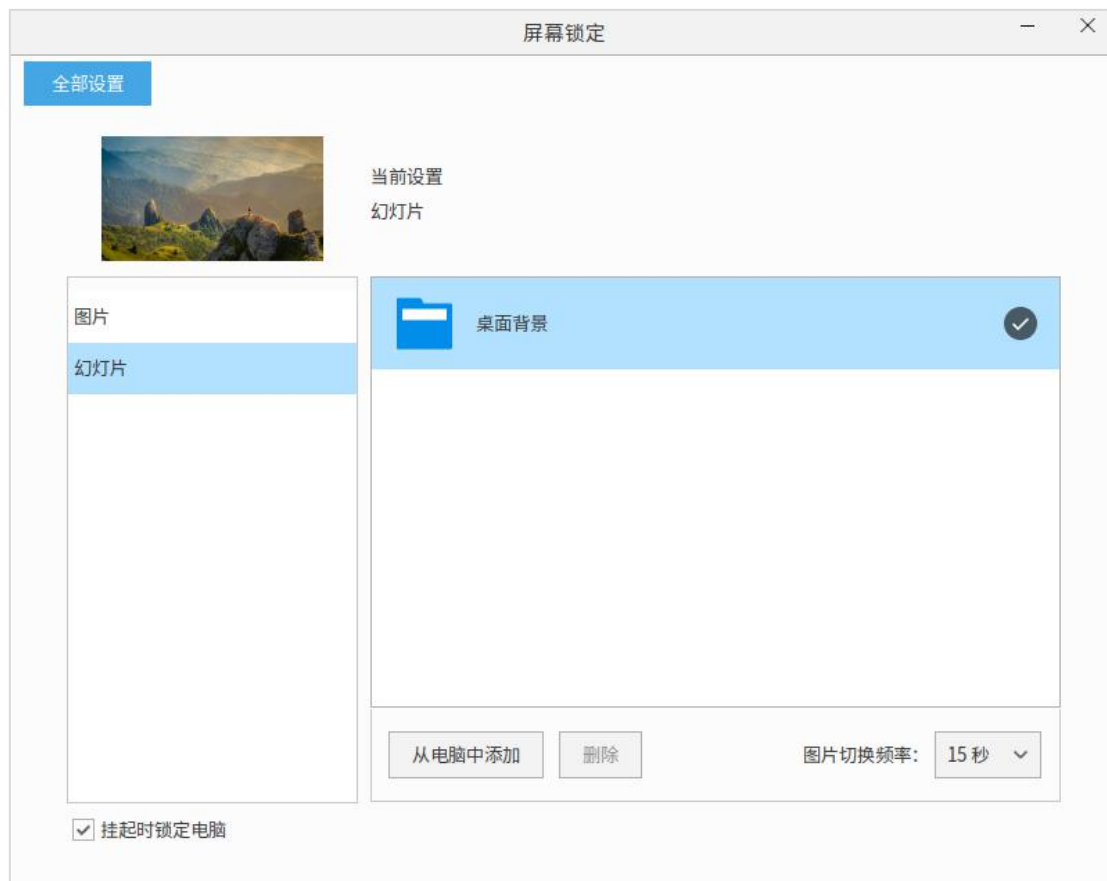 屏幕锁定
全部设置
当前设置
幻灯片
图片
幻灯片
桌面背景
从电脑中添加
删除
图片切换频率：
15 秒
挂起时锁定电脑